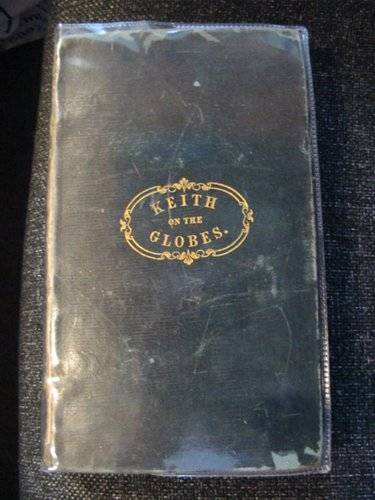 KEITH
ON THE
GLOBES.